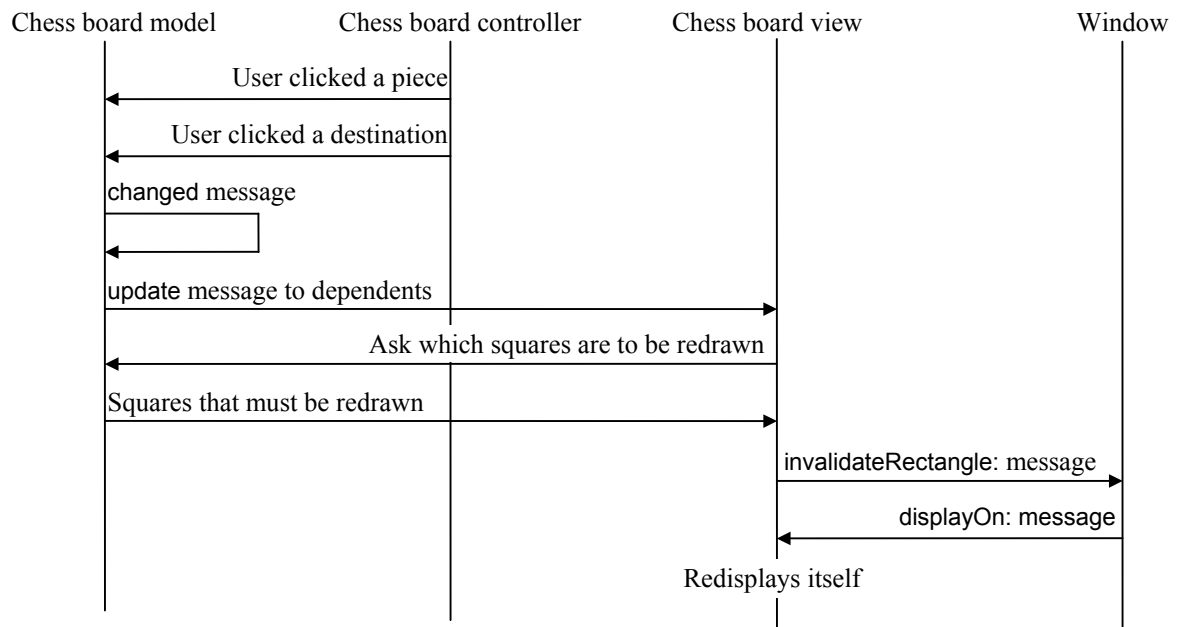 Chess board model Chess board controller Chess board view Window
User clicked a piece
User clicked a destination
changed message
update message to dependents
Ask which squares are to be redrawn
Squares that must be redrawn
invalidateRectangle: message
displayOn: message
Redisplays itself